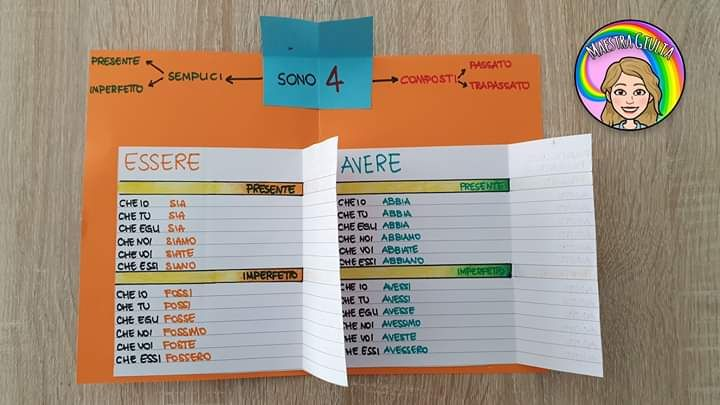 PRESENTE
IMPERFETTO
SEMPLICI
SONO 4
COMPOSTI
PASSATO
TRAPASSATO
MAESTRA GIULIA
ESSERE
PRESENTE
CHE IO SIA
CHE TU SIA
CHE EGLI SIA
CHE NOI SIAMO
CHE VOI SIATE
CHE ESSI SIANO
IMPERFETTO
CHE IO FOSSI
CHE TU FOSSI
CHE EGLI FOSSE
CHE NOI FOSSIMO
CHE VOI FOSTE
CHE ESSI FOSSERO
AVERE
PRESENTE
CHE IO ABBIA
CHE TU ABBIA
CHE EGLI ABBIA
CHE NOI ABBIAMO
CHE VOI ABBIATE
CHE ESSI ABBIANO
IMPERFETTO
CHE IO AVESSI
CHE TU AVESSI
CHE EGLI AVESSE
CHE NOI AVESSIMO
CHE VOI AVESTE
CHE ESSI AVESSERO